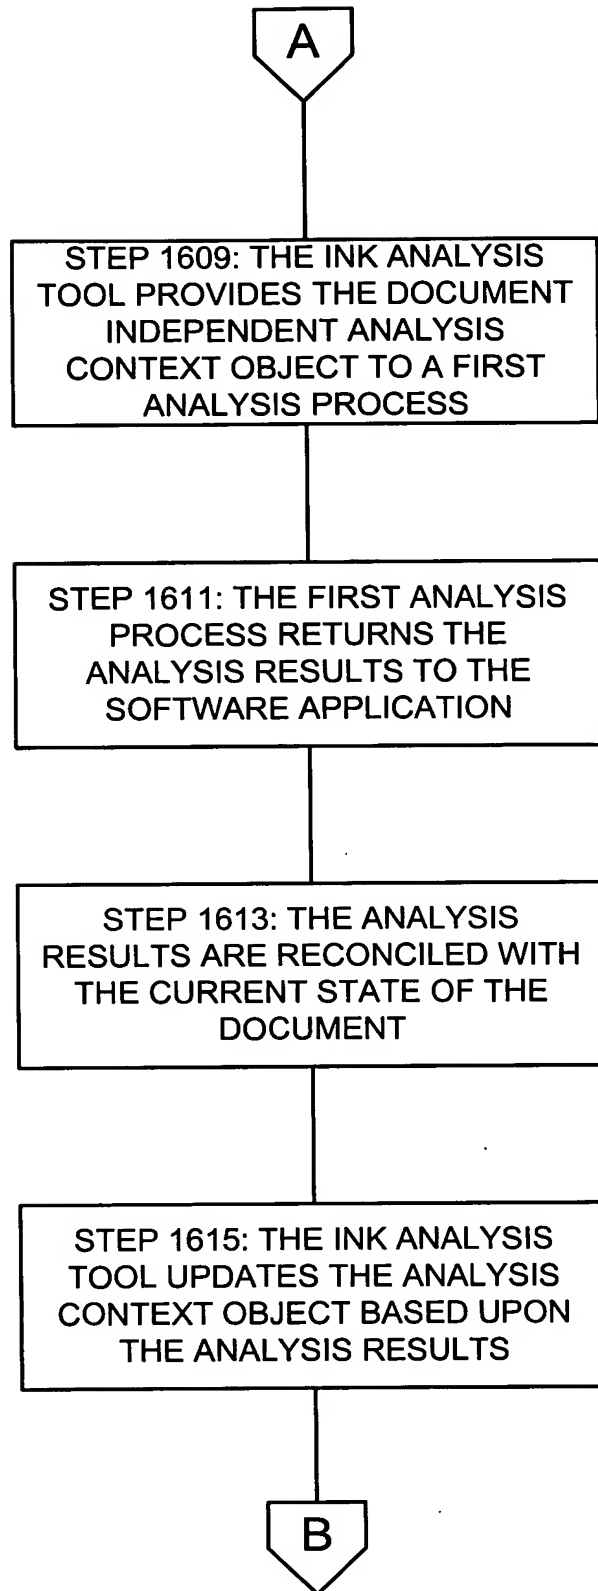 A
STEP 1609: THE INK ANALYSIS
TOOL PROVIDES THE DOCUMENT
INDEPENDENT ANALYSIS
CONTEXT OBJECT TO A FIRST
ANALYSIS PROCESS
STEP 1611: THE FIRST ANALYSIS
PROCESS RETURNS THE
ANALYSIS RESULTS TO THE
SOFTWARE APPLICATION
STEP 1613: THE ANALYSIS
RESULTS ARE RECONCILED WITH
THE CURRENT STATE OF THE
DOCUMENT
STEP 1615: THE INK ANALYSIS
TOOL UPDATES THE ANALYSIS
CONTEXT OBJECT BASED UPON
THE ANALYSIS RESULTS
B